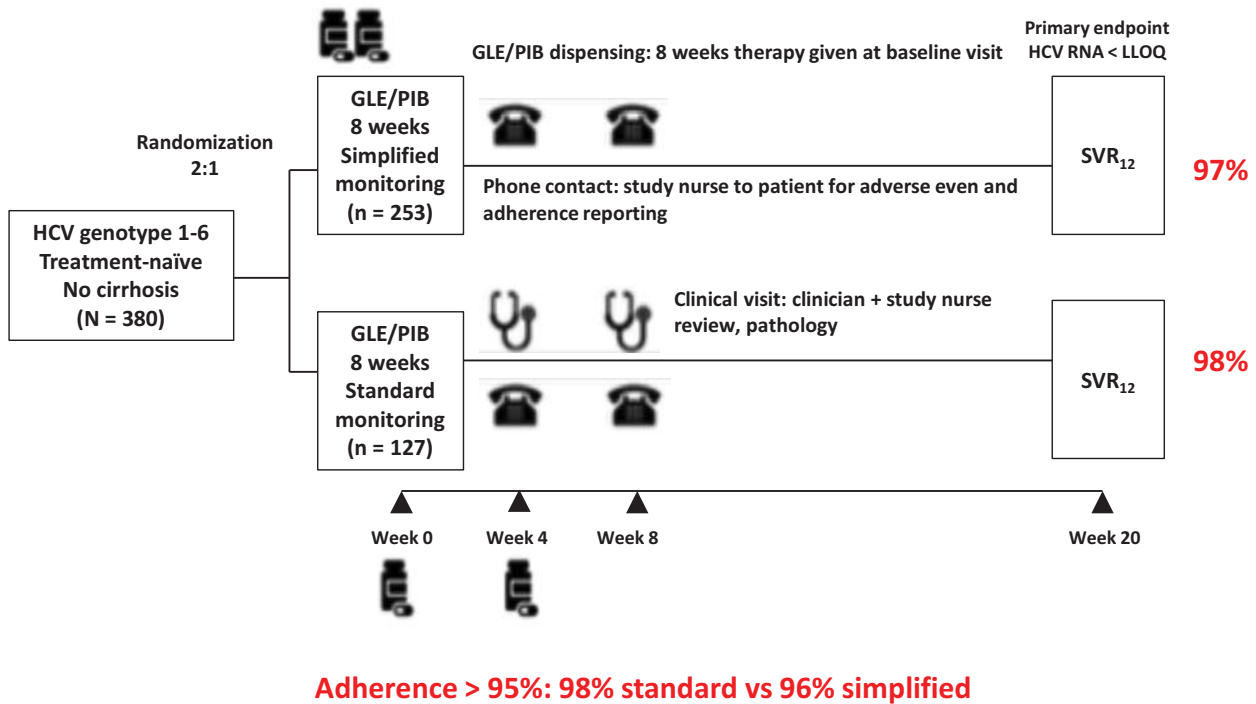 GLE/PIB dispensing: 8 weeks therapy given at baseline visit
Primary endpoint
HCV RNA < LLOQ
Randomization
2:1
GLE/PIB
8 weeks
Simplified
monitoring
(n = 253)
Phone contact: study nurse to patient for adverse even and
adherence reporting
SVR12
97%
HCV genotype 1-6
Treatment-naïve
No cirrhosis
(N = 380)
GLE/PIB
8 weeks
Standard
monitoring
(n = 127)
Clinical visit: clinician + study nurse
review, pathology
SVR12
98%
Week 0
Week 4
Week 8
Week 20
Adherence > 95%: 98% standard vs 96% simplified